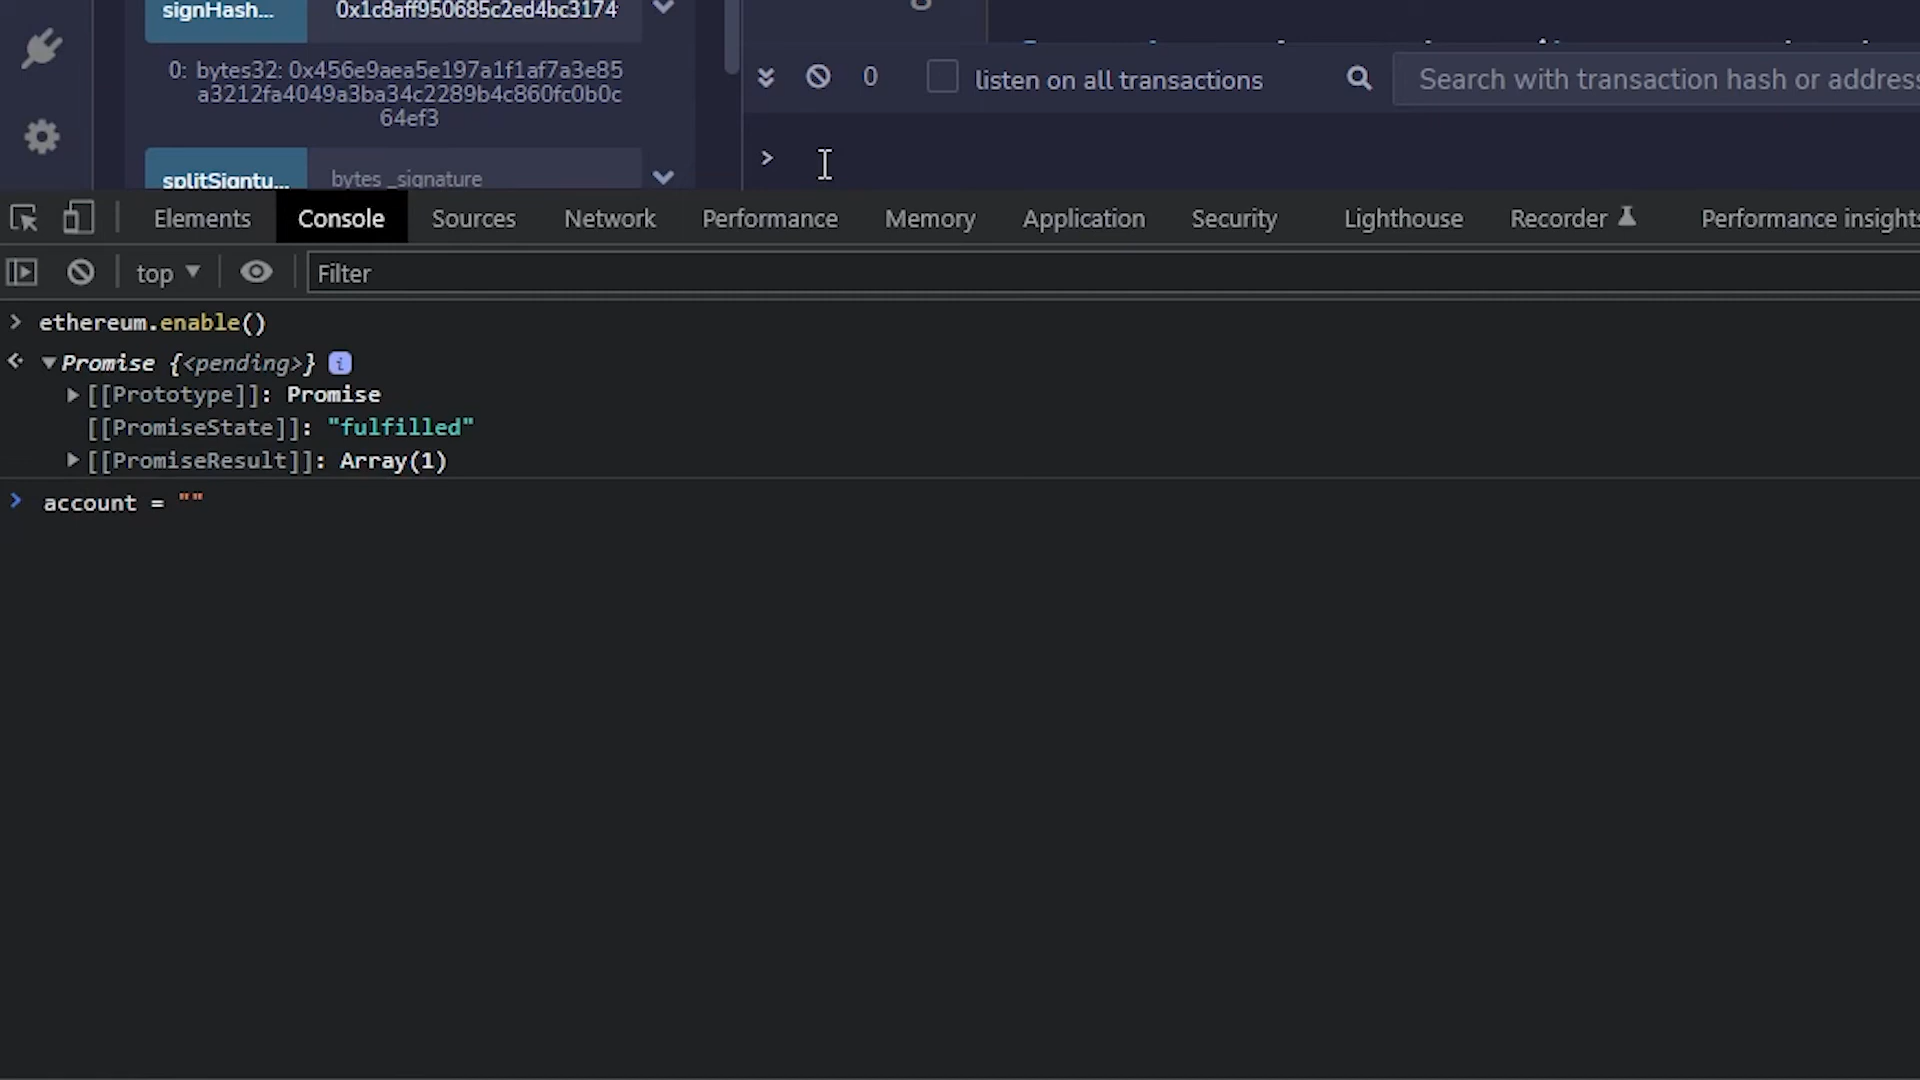 signHash... 0x1c8aff950685c2ed4bc3174
0: bytes32: 0x456e9aea5e197a1f1af7a3e85
a3212fa4049a3ba34c2289b4c860fc0b0c
64ef3
splitSigntu... bytes _signature
0 listen on all transactions Search with transaction hash or address
>
Elements Console Sources Network Performance Memory Application Security Lighthouse Recorder Performance insights
top Filter
> ethereum.enable()
Promise {<pending>} i
[[Prototype]]: Promise
[[PromiseState]]: "fulfilled"
[[PromiseResult]]: Array(1)
> account = ""